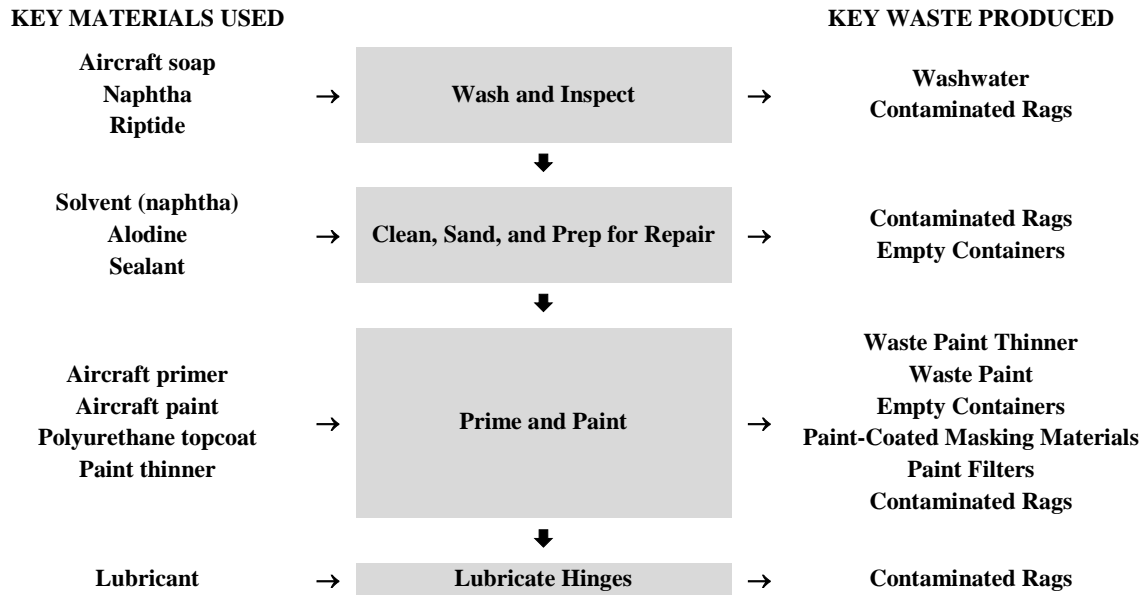 KEY MATERIALS USED
KEY WASTE PRODUCED
Aircraft soap
Naphtha
Riptide
→
Wash and Inspect
→
Washwater
Contaminated Rags
Solvent (naphtha)
Alodine
Sealant
→
Clean, Sand, and Prep for Repair
→
Contaminated Rags
Empty Containers
Aircraft primer
Aircraft paint
Polyurethane topcoat
Paint thinner
→
Prime and Paint
→
Waste Paint Thinner
Waste Paint
Empty Containers
Paint-Coated Masking Materials
Paint Filters
Contaminated Rags
Lubricant
→
Lubricate Hinges
→
Contaminated Rags